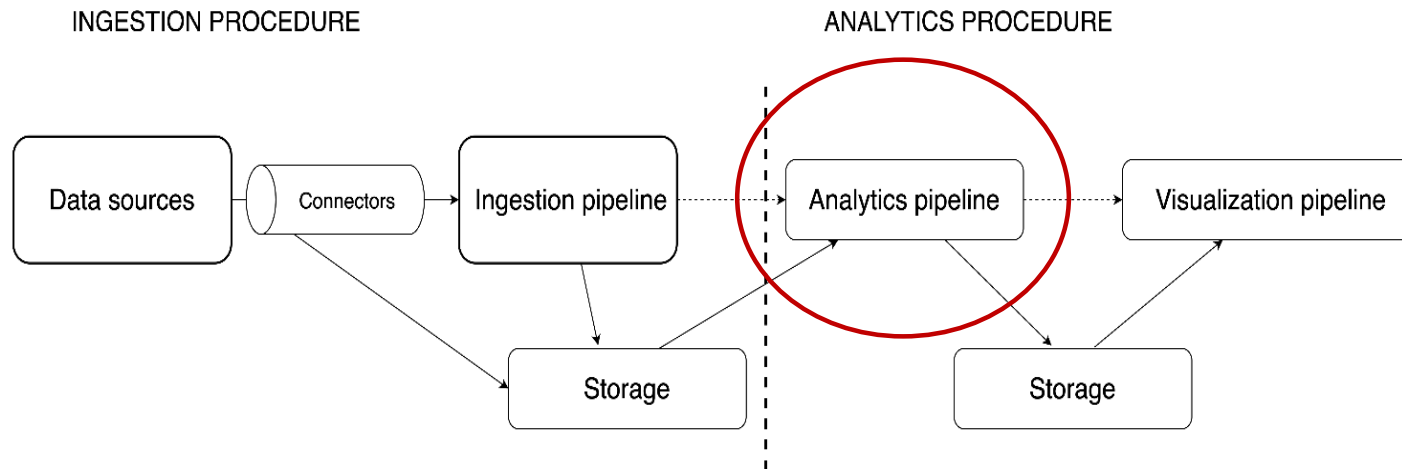 INGESTION PROCEDURE
ANALYTICS PROCEDURE
Data sources
Connectors
Ingestion pipeline
Analytics pipeline
Visualization pipeline
Storage
Storage